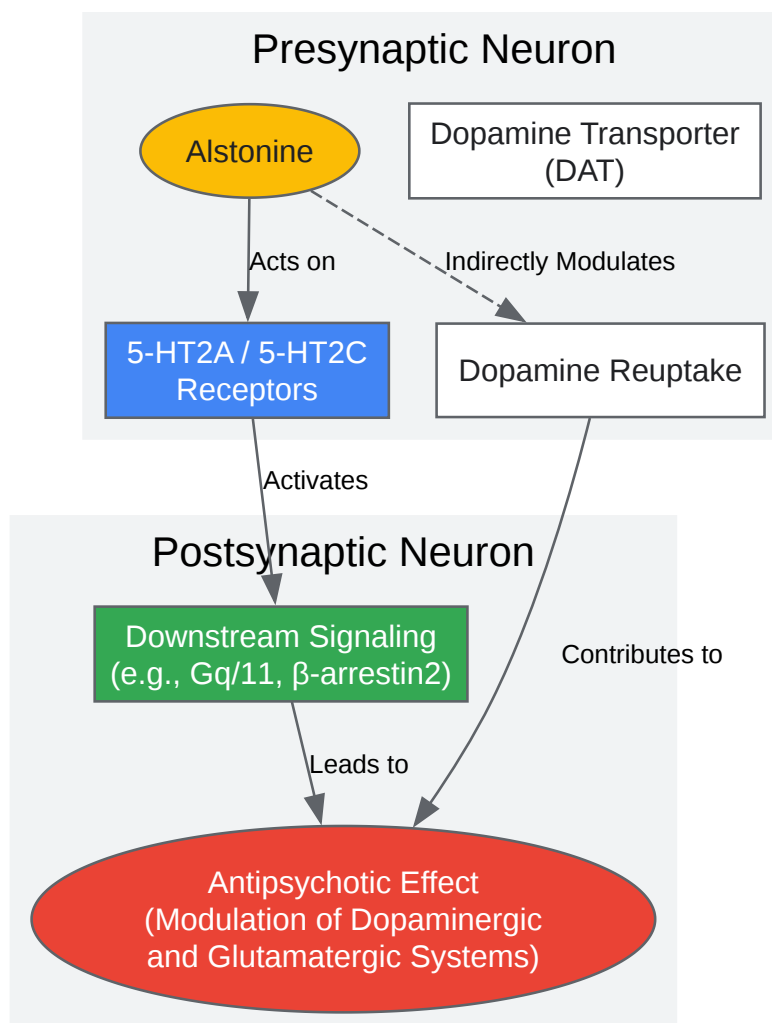 Presynaptic Neuron
Alstonine
Dopamine Transporter
(DAT)
Acts on
Indirectly Modulates
5-HT2A / 5-HT2C
Receptors
Dopamine Reuptake
Activates
Postsynaptic Neuron
Downstream Signaling
(e.g., Gq/11, β-arrestin2)
Contributes to
Leads to
Antipsychotic Effect
(Modulation of Dopaminergic
and Glutamatergic Systems)